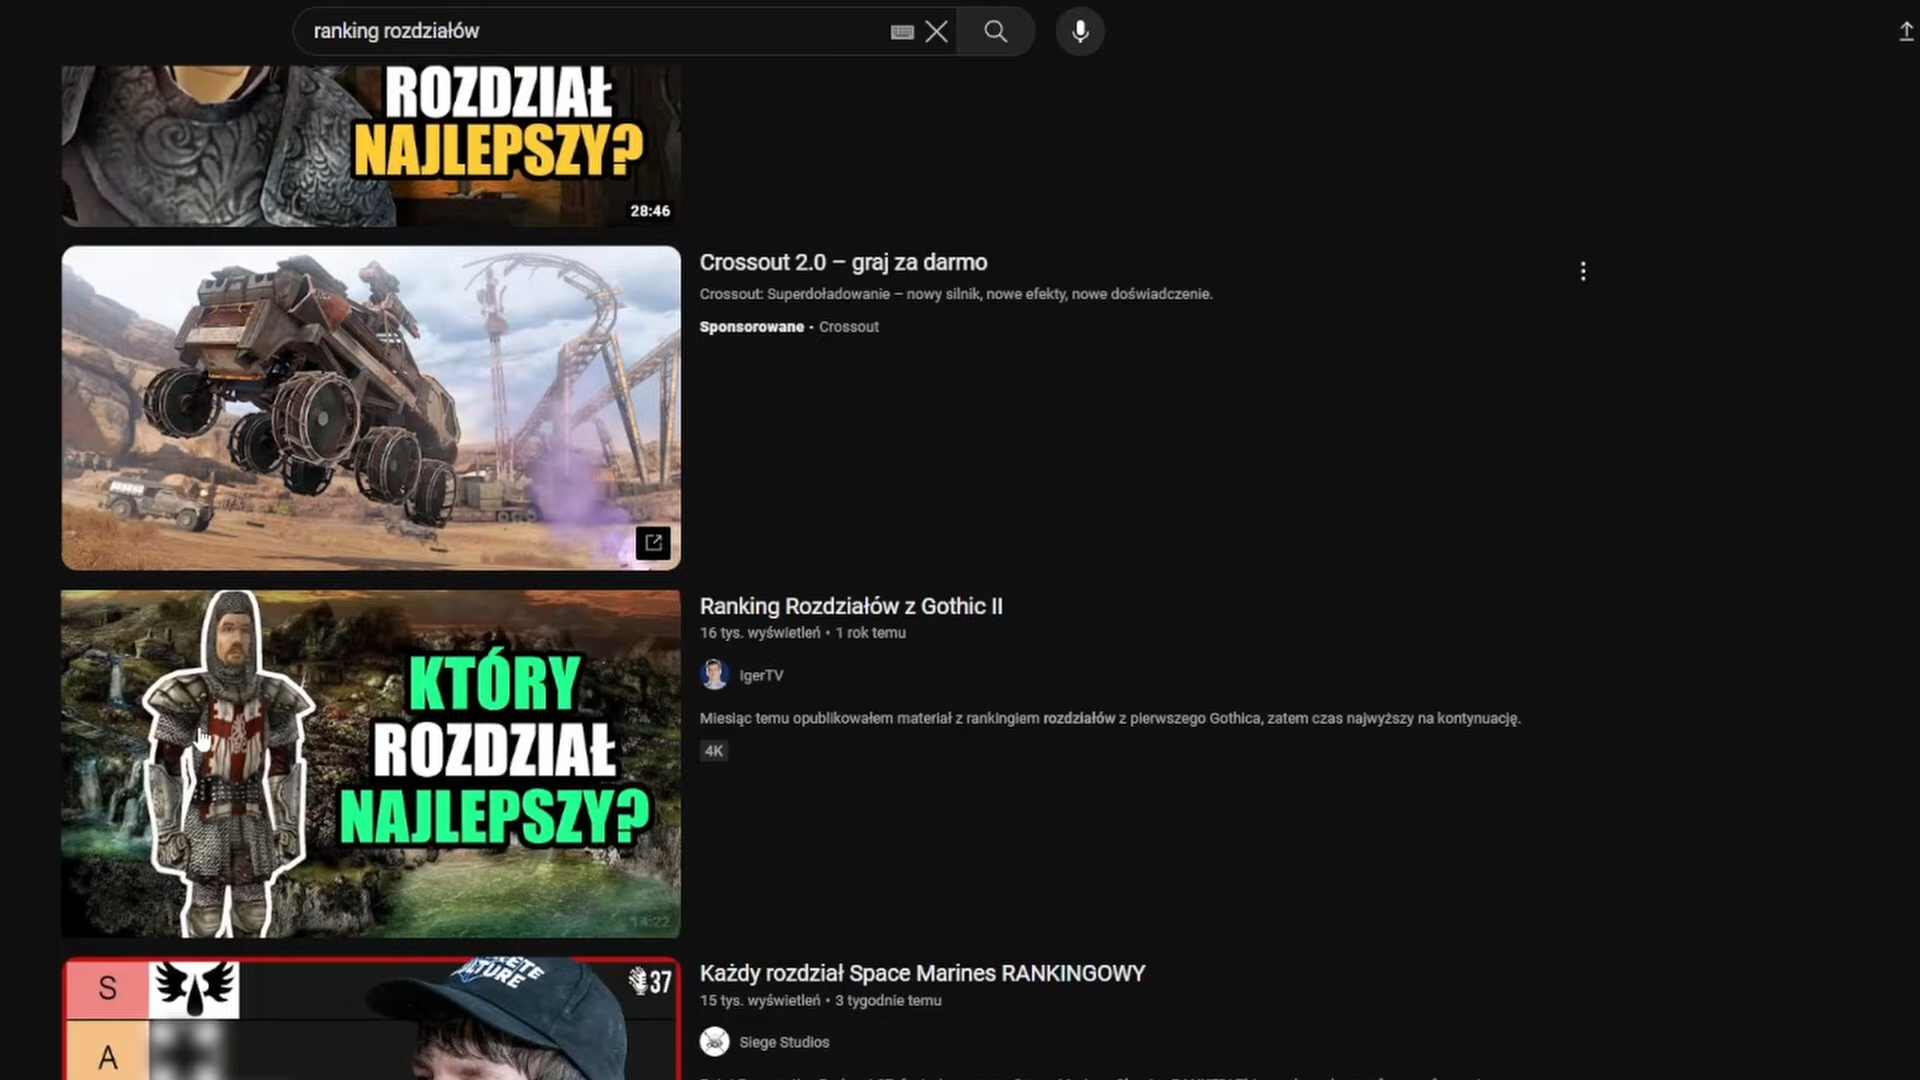 ranking rozdziałów
ROZDZIAŁ
NAJLEPSZY?
28:46
Crossout 2.0 – graj za darmo
Crossout: Superdoładowanie – nowy silnik, nowe efekty, nowe doświadczenie.
Sponsorowane • Crossout
KTÓRY
ROZDZIAŁ
NAJLEPSZY?
14:22
Ranking Rozdziałów z Gothic II
16 tys. wyświetleń • 1 rok temu
IgerTV
Miesiąc temu opublikowałem materiał z rankingiem rozdziałów z pierwszego Gothica, zatem czas najwyższy na kontynuację.
4K
S
37
A
Każdy rozdział Space Marines RANKINGOWY
15 tys. wyświetleń • 3 tygodnie temu
Siege Studios